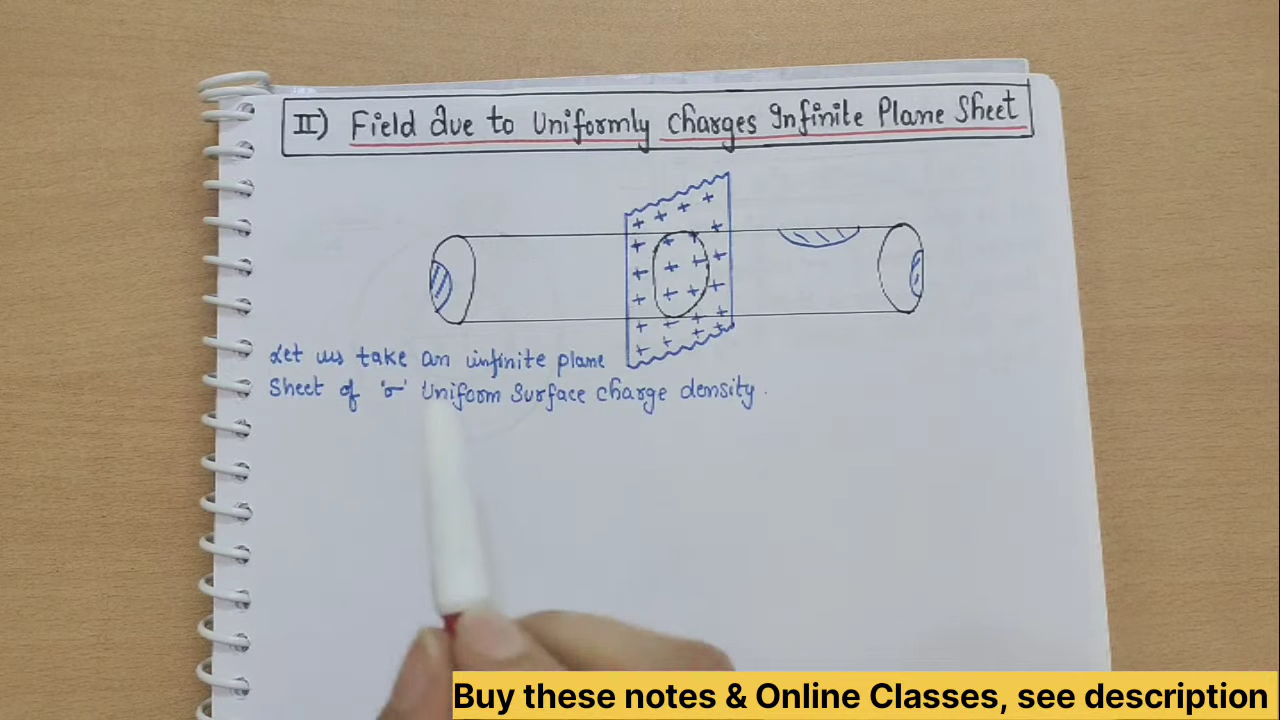 II) Field due to Uniformly charges Infinite Plane Sheet
+ + + +
+ + + +
+ + + +
+ + + +
+ + + +
+ + +
Let us take an infinite plane
Sheet of 'σ' Uniform Surface charge density.
Buy these notes & Online Classes, see description